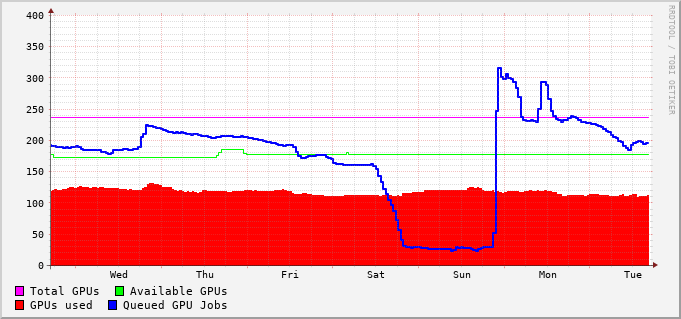 400
350
300
250
200
150
100
50
0
Wed Thu Fri Sat Sun Mon Tue
Total GPUs Available GPUs
GPUs used Queued GPU Jobs
RRDTOOL / TOBI OETIKER